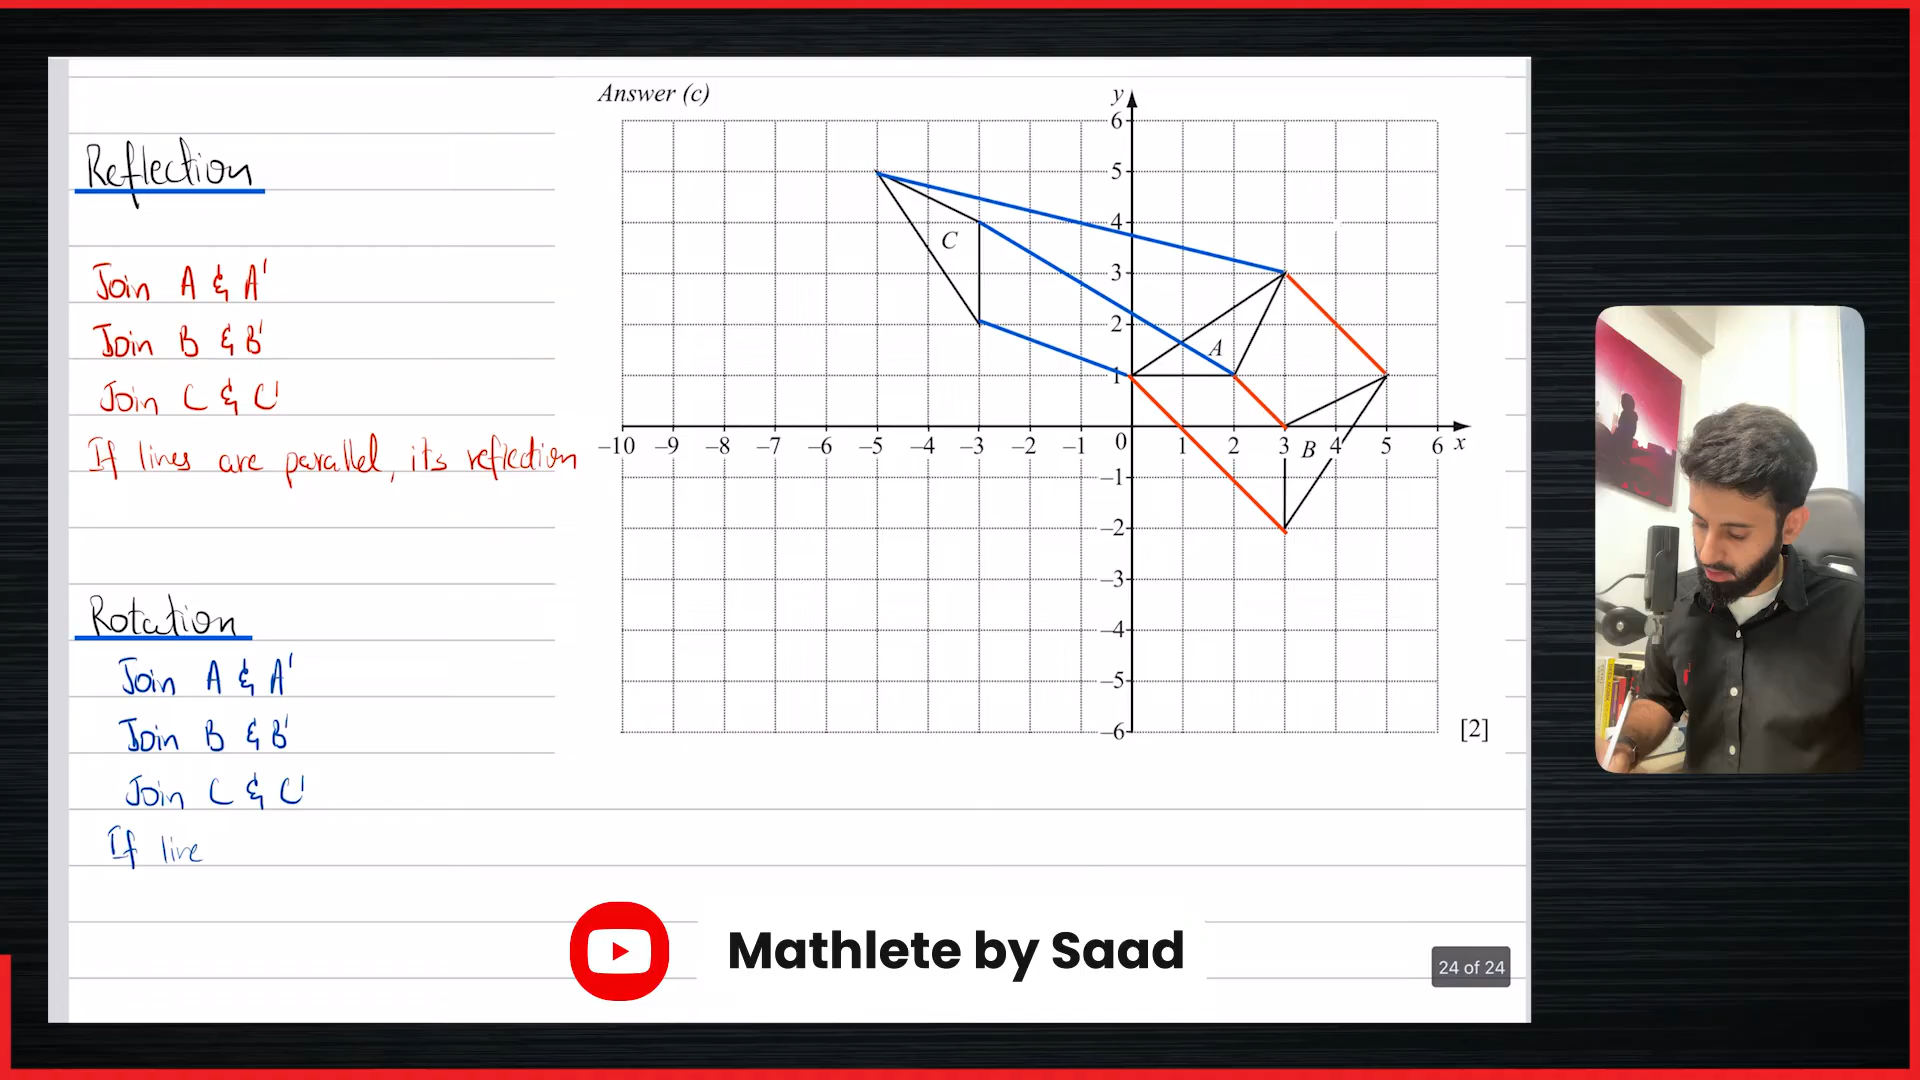 Reflection
Join A & A'
Join B & B'
Join C & C'
If lines are parallel, its reflection
Rotation
Join A & A'
Join B & B'
Join C & C'
If line
Answer (c)
y
6
5
4
3
2
1
–10 –9 –8 –7 –6 –5 –4 –3 –2 –1 0 1 2 3 4 5 6 x
–1
–2
–3
–4
–5
–6
C
A
B
[2]
Mathlete by Saad
24 of 24